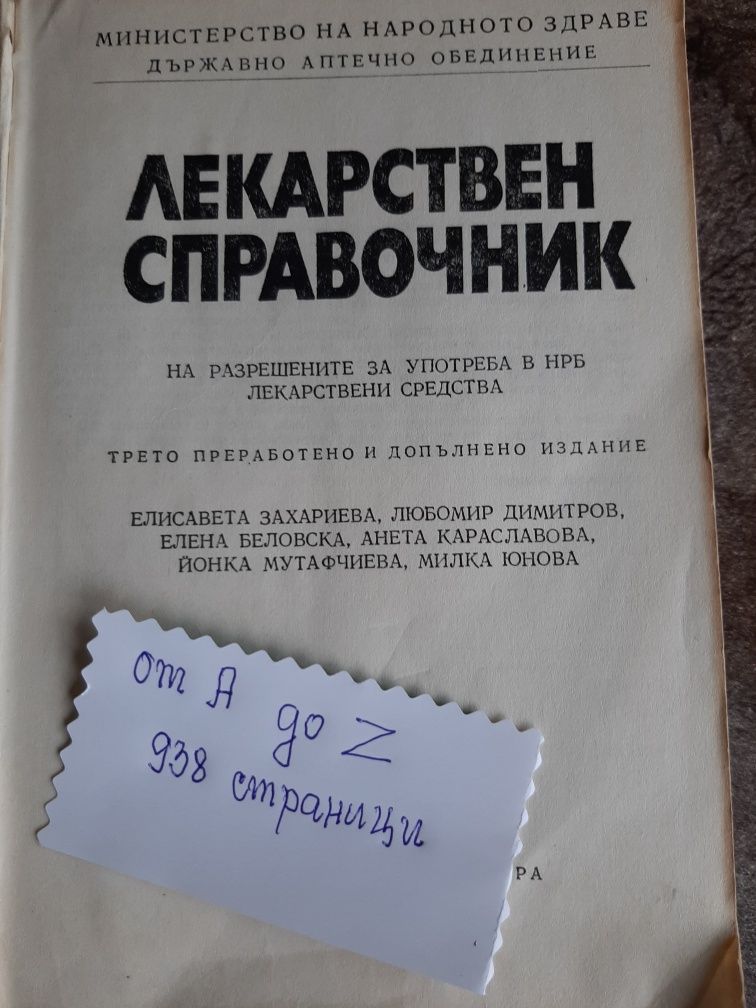 МИНИСТЕРСТВО НА НАРОДНОТО ЗДРАВЕ
ДЪРЖАВНО АПТЕЧНО ОБЕДИНЕНИЕ
ЛЕКАРСТВЕН
СПРАВОЧНИК
НА РАЗРЕШЕНИТЕ ЗА УПОТРЕБА В НРБ
ЛЕКАРСТВЕНИ СРЕДСТВА
ТРЕТО ПРЕРАБОТЕНО И ДОПЪЛНЕНО ИЗДАНИЕ
ЕЛИСАВЕТА ЗАХАРИЕВА, ЛЮБОМИР ДИМИТРОВ,
ЕЛЕНА БЕЛОВСКА, АНЕТА КАРАСЛАВОВА,
ЙОНКА МУТАФЧИЕВА, МИЛКА ЮНОВА
от А до Z
938 страници
РА